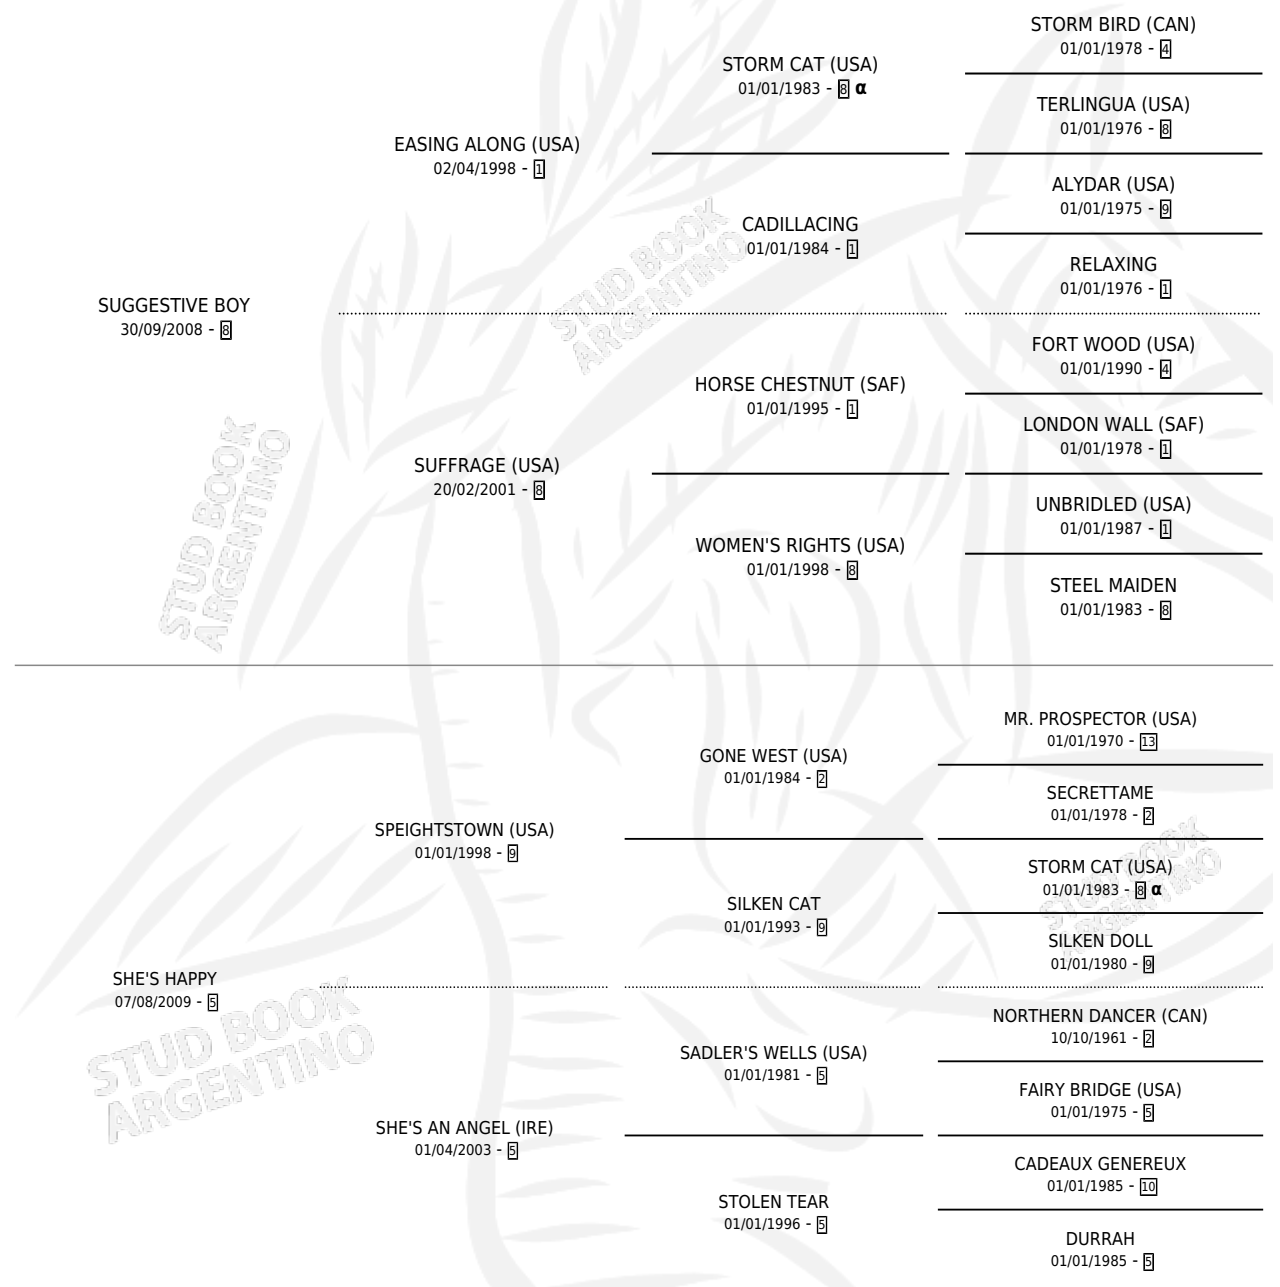 STORM BIRD (CAN)
01/01/1978 - 4
STORM CAT (USA)
01/01/1983 - 8 α
TERLINGUA (USA)
01/01/1976 - 8
EASING ALONG (USA)
02/04/1998 - 1
ALYDAR (USA)
01/01/1975 - 9
CADILLACING
01/01/1984 - 1
RELAXING
01/01/1976 - 1
SUGGESTIVE BOY
30/09/2008 - 8
FORT WOOD (USA)
01/01/1990 - 4
HORSE CHESTNUT (SAF)
01/01/1995 - 1
LONDON WALL (SAF)
01/01/1978 - 1
SUFFRAGE (USA)
20/02/2001 - 8
UNBRIDLED (USA)
01/01/1987 - 1
WOMEN'S RIGHTS (USA)
01/01/1998 - 8
STEEL MAIDEN
01/01/1983 - 8
MR. PROSPECTOR (USA)
01/01/1970 - 13
GONE WEST (USA)
01/01/1984 - 2
SECRETTAME
01/01/1978 - 2
SPEIGHTSTOWN (USA)
01/01/1998 - 9
STORM CAT (USA)
01/01/1983 - 8 α
SILKEN CAT
01/01/1993 - 9
SILKEN DOLL
01/01/1980 - 9
SHE'S HAPPY
07/08/2009 - 5
NORTHERN DANCER (CAN)
10/10/1961 - 2
SADLER'S WELLS (USA)
01/01/1981 - 5
FAIRY BRIDGE (USA)
01/01/1975 - 5
SHE'S AN ANGEL (IRE)
01/04/2003 - 5
CADEAUX GENEREUX
01/01/1985 - 10
STOLEN TEAR
01/01/1996 - 5
DURRAH
01/01/1985 - 5
STUD BOOK
ARGENTINO
STUD BOOK
ARGENTINO
STUD BOOK
ARGENTINO
STUD BOOK
ARGENTINO